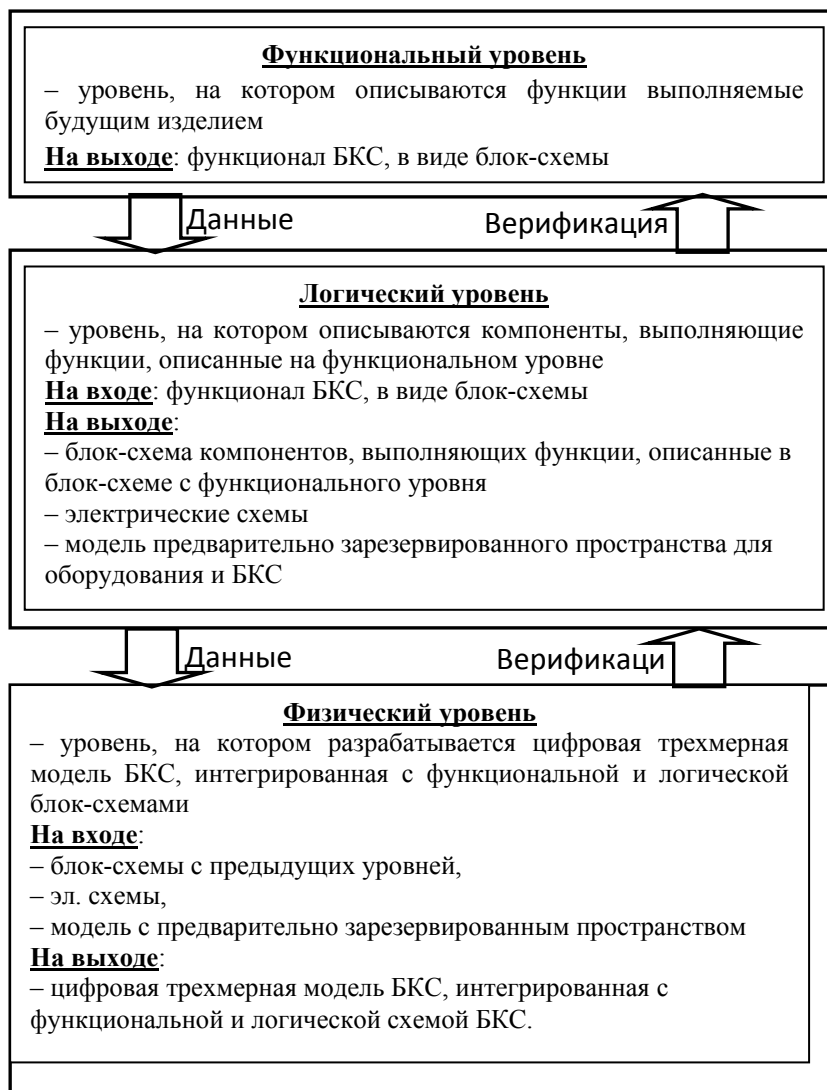 Функциональный уровень
– уровень, на котором описываются функции выполняемые
будущим изделием
На выходе: функционал БКС, в виде блок-схемы
Данные
Верификация
Логический уровень
– уровень, на котором описываются компоненты, выполняющие
функции, описанные на функциональном уровне
На входе: функционал БКС, в виде блок-схемы
На выходе:
– блок-схема компонентов, выполняющих функции, описанные в
блок-схеме с функционального уровня
– электрические схемы
– модель предварительно зарезервированного пространства для
оборудования и БКС
Данные
Верификаци
Физический уровень
– уровень, на котором разрабатывается цифровая трехмерная
модель БКС, интегрированная с функциональной и логической
блок-схемами
На входе:
– блок-схемы с предыдущих уровней,
– эл. схемы,
– модель с предварительно зарезервированным пространством
На выходе:
– цифровая трехмерная модель БКС, интегрированная с
функциональной и логической схемой БКС.